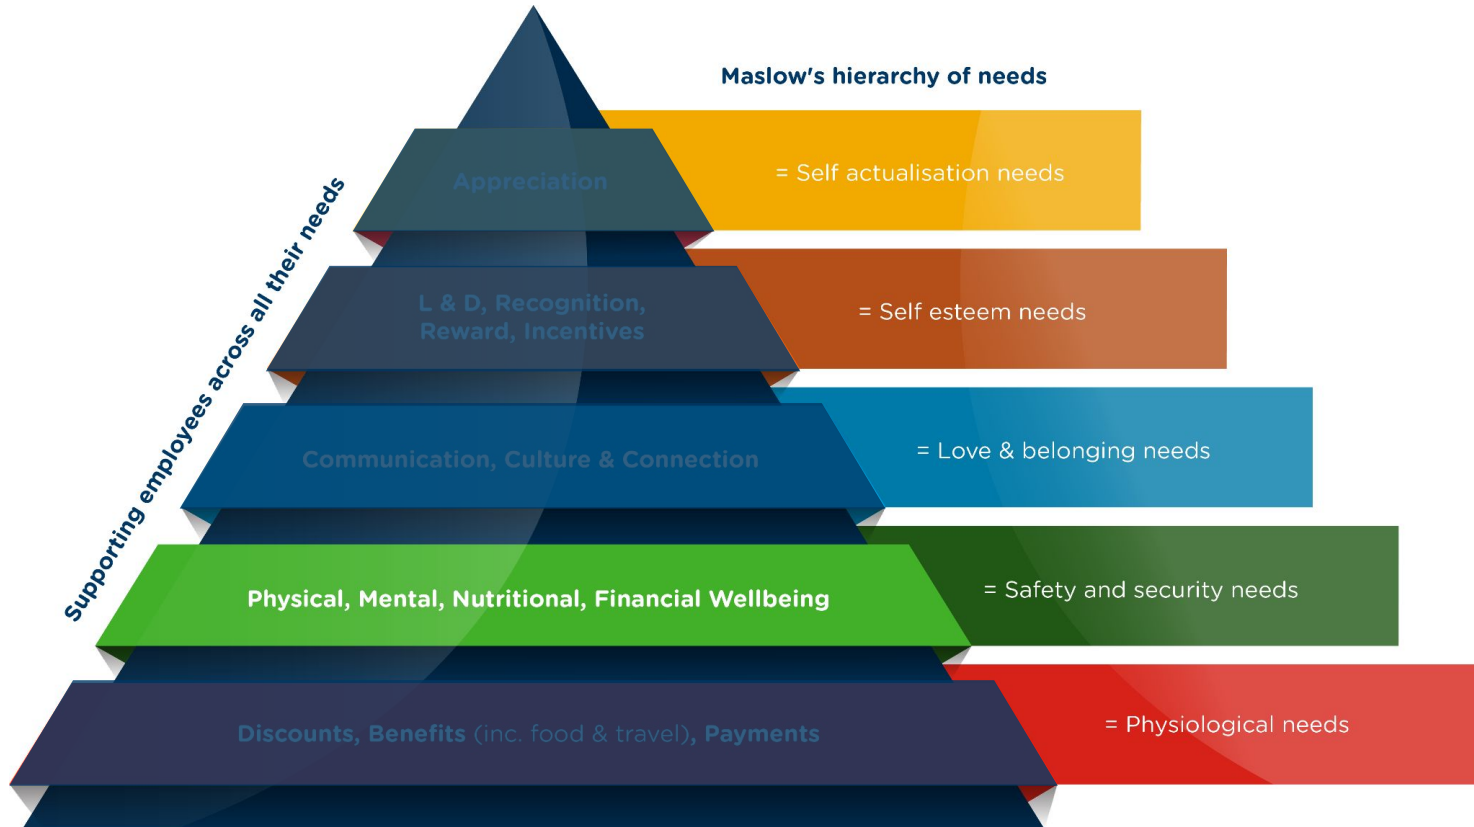 Maslow's hierarchy of needs
Supporting employees across all their needs
Appreciation
= Self actualisation needs
L & D, Recognition,
Reward, Incentives
= Self esteem needs
Communication, Culture & Connection
= Love & belonging needs
Physical, Mental, Nutritional, Financial Wellbeing
= Safety and security needs
Discounts, Benefits (inc. food & travel), Payments
= Physiological needs